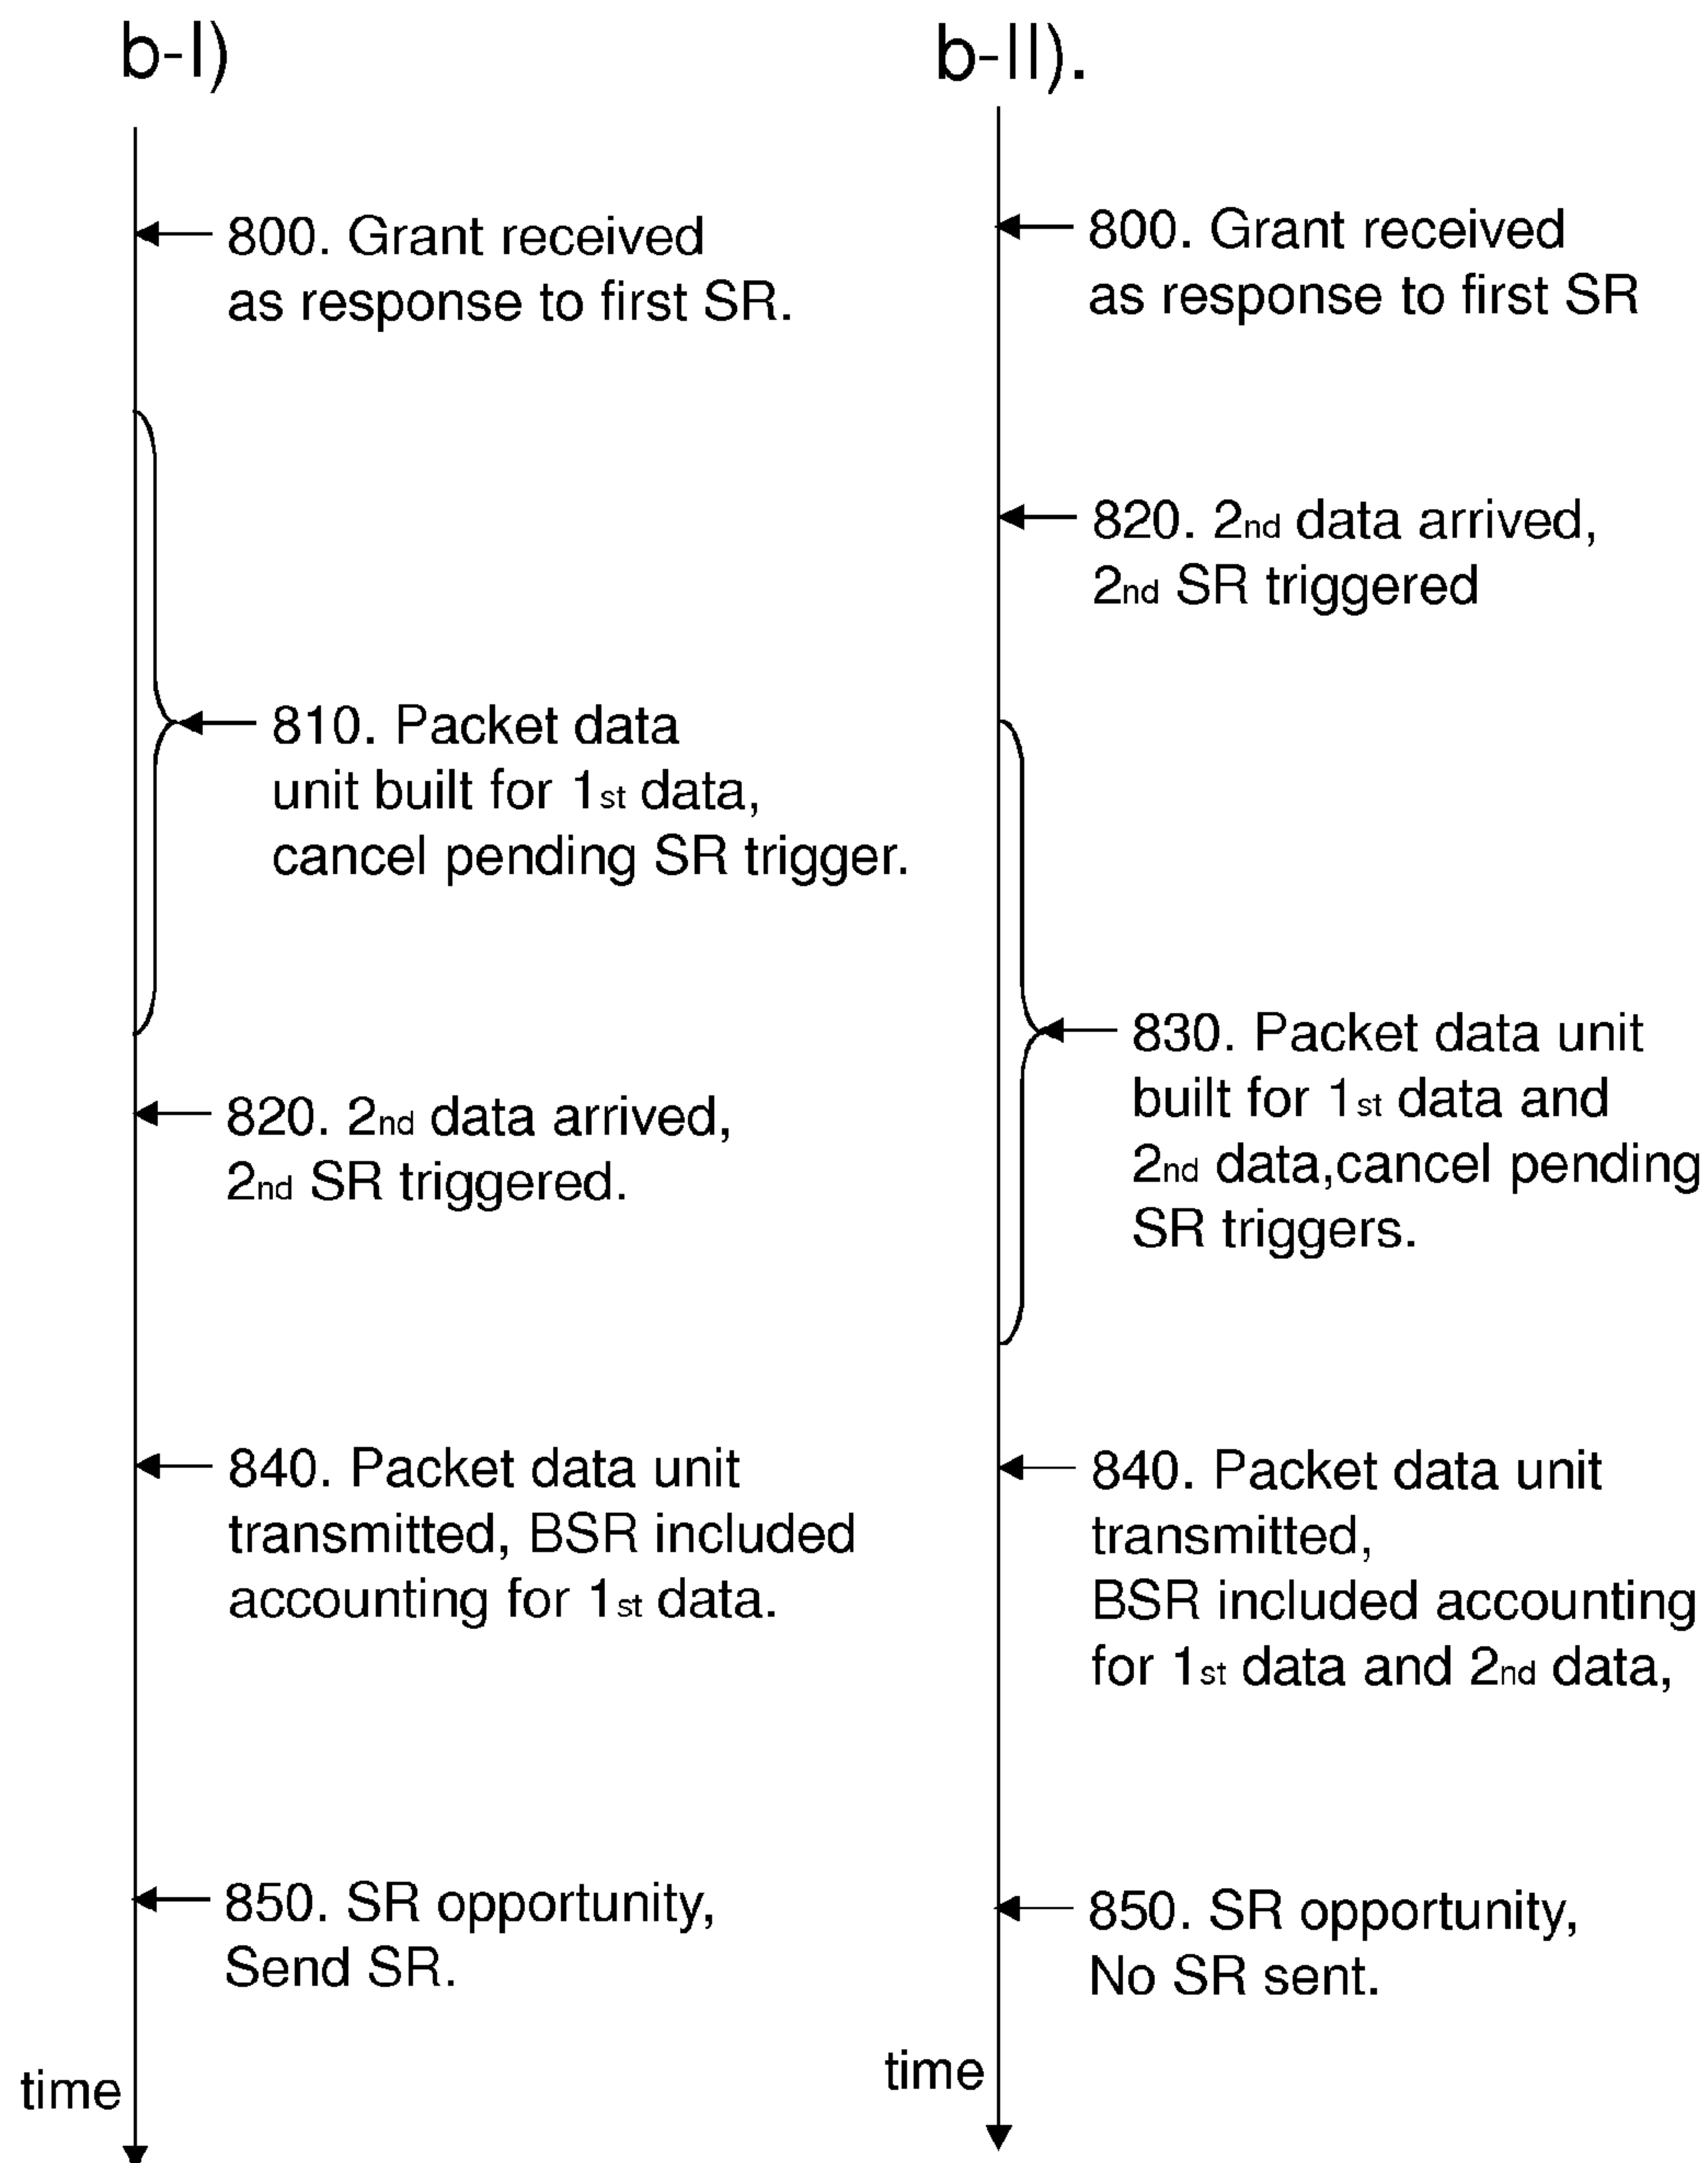 b-I)
800. Grant received
as response to first SR.
810. Packet data
unit built for 1st data,
cancel pending SR trigger.
820. 2nd data arrived,
2nd SR triggered.
840. Packet data unit
transmitted, BSR included
accounting for 1st data.
850. SR opportunity,
Send SR.
time
b-II).
800. Grant received
as response to first SR
820. 2nd data arrived,
2nd SR triggered
830. Packet data unit
built for 1st data and
2nd data,cancel pending
SR triggers.
840. Packet data unit
transmitted,
BSR included accounting
for 1st data and 2nd data,
850. SR opportunity,
No SR sent.
time